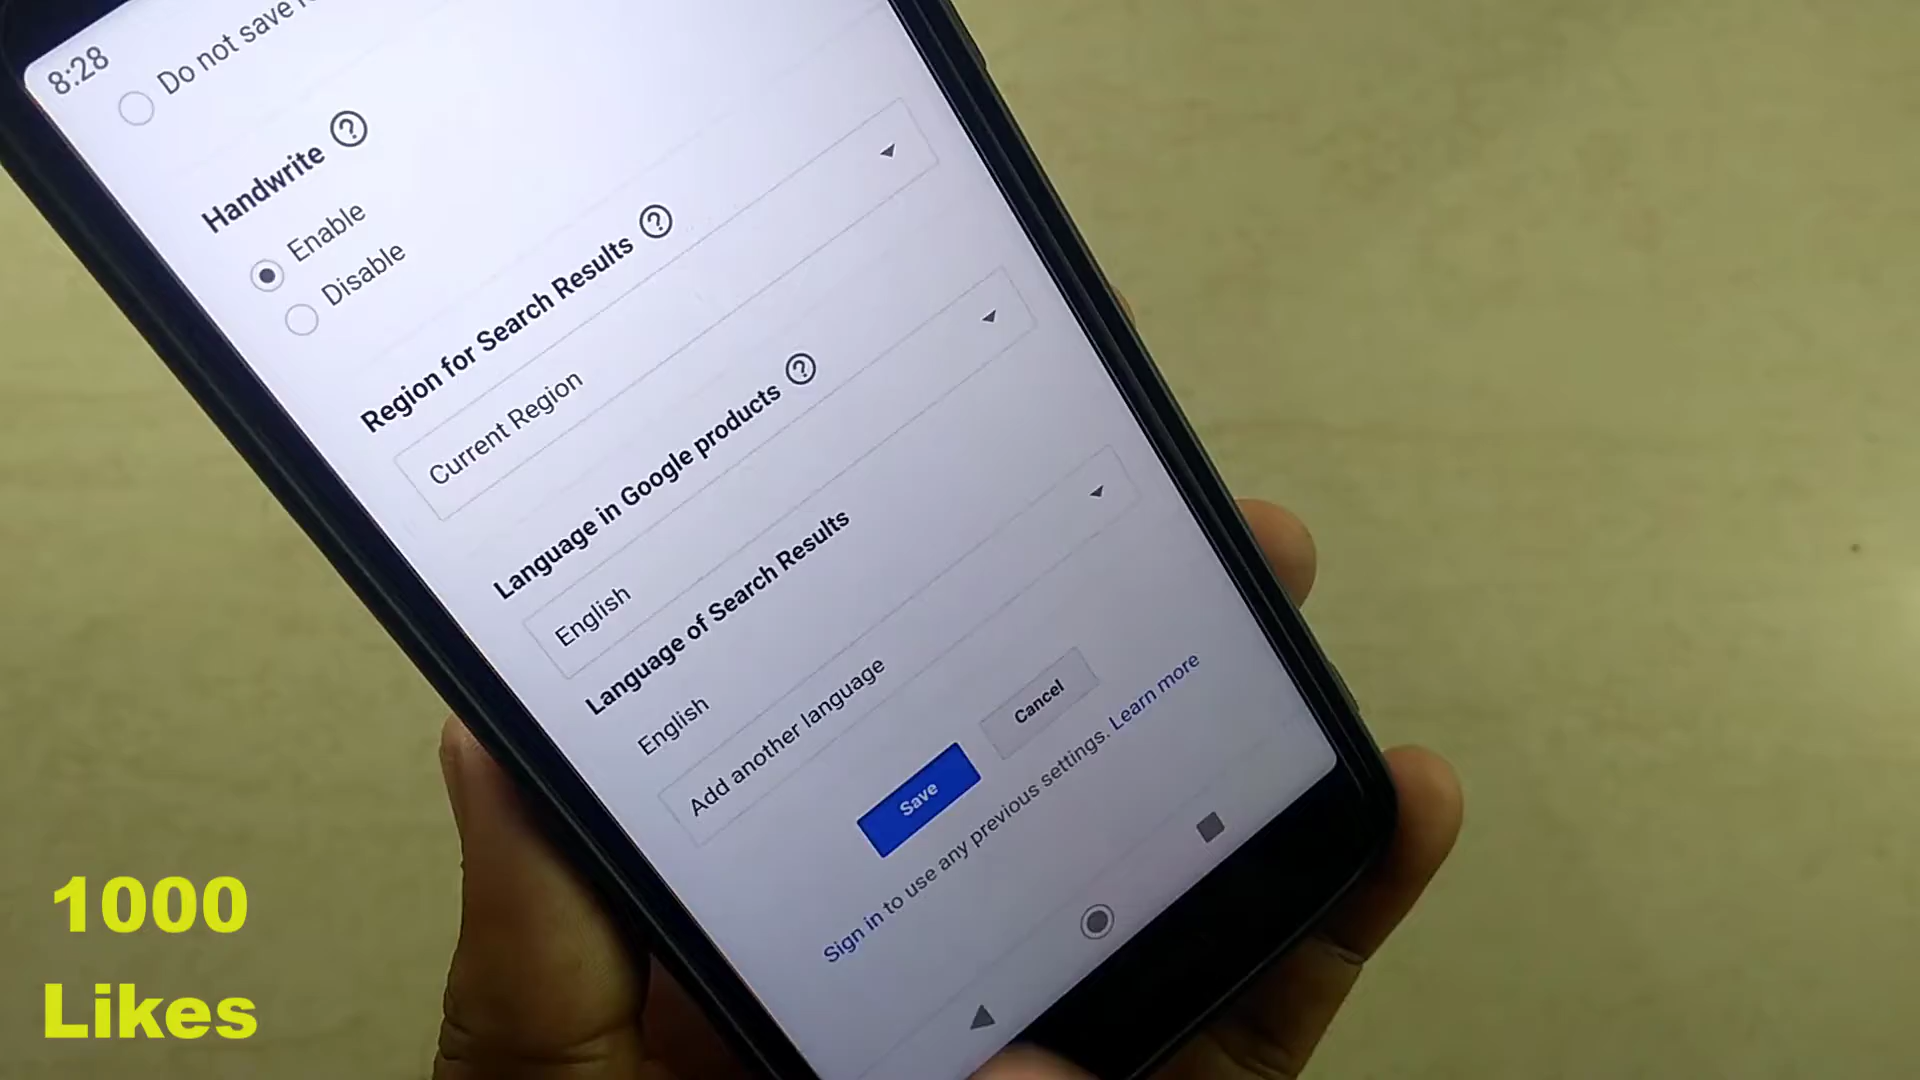 8:28
Do not save
Handwrite ?
Enable
Disable
Region for Search Results ?
Current Region
Language in Google products ?
English
Language of Search Results
English
Add another language
Save
Cancel
Sign in to use any previous settings. Learn more
1000
Likes